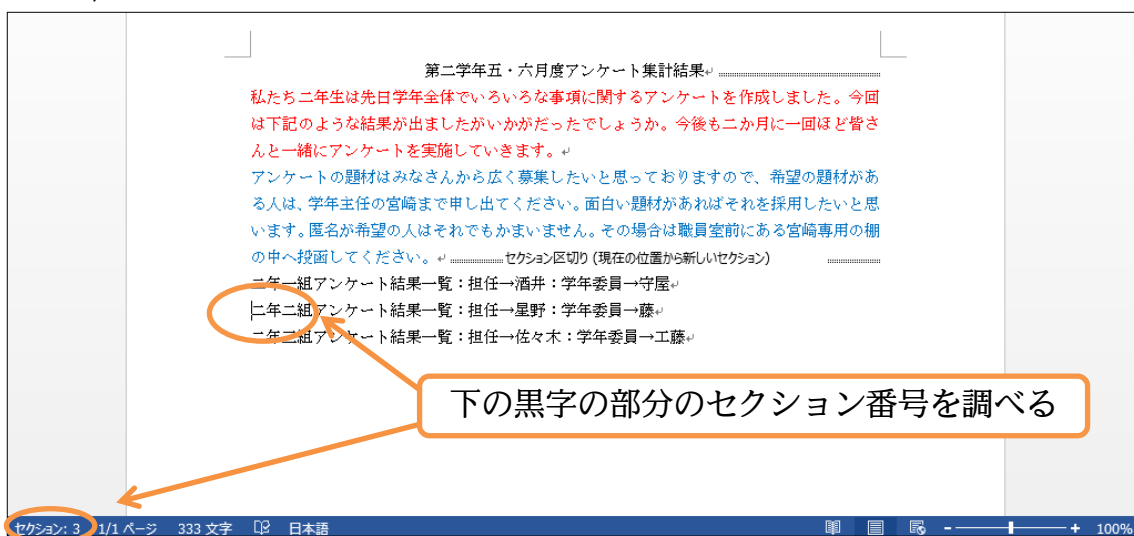 第二学年五・六月度アンケート集計結果
私たち二年生は先日学年全体でいろいろな事項に関するアンケートを作成しました。今回
は下記のような結果が出ましたがいかがだったでしょうか。今後も二か月に一回ほど皆さ
んと一緒にアンケートを実施していきます。
アンケートの題材はみなさんから広く募集したいと思っておりますので、希望の題材があ
る人は、学年主任の宮崎まで申し出てください。面白い題材があればそれを採用したいと思
います。匿名が希望の人はそれでもかまいません。その場合は職員室前にある宮崎専用の棚
の中へ投函してください。 セクション区切り (現在の位置から新しいセクション)
二年一組アンケート結果一覧：担任→酒井：学年委員→守屋
二年二組アンケート結果一覧：担任→星野：学年委員→藤
二年三組アンケート結果一覧：担任→佐々木：学年委員→工藤
下の黒字の部分のセクション番号を調べる
セクション: 3 1/1 ページ 333 文字 日本語 - + 100%